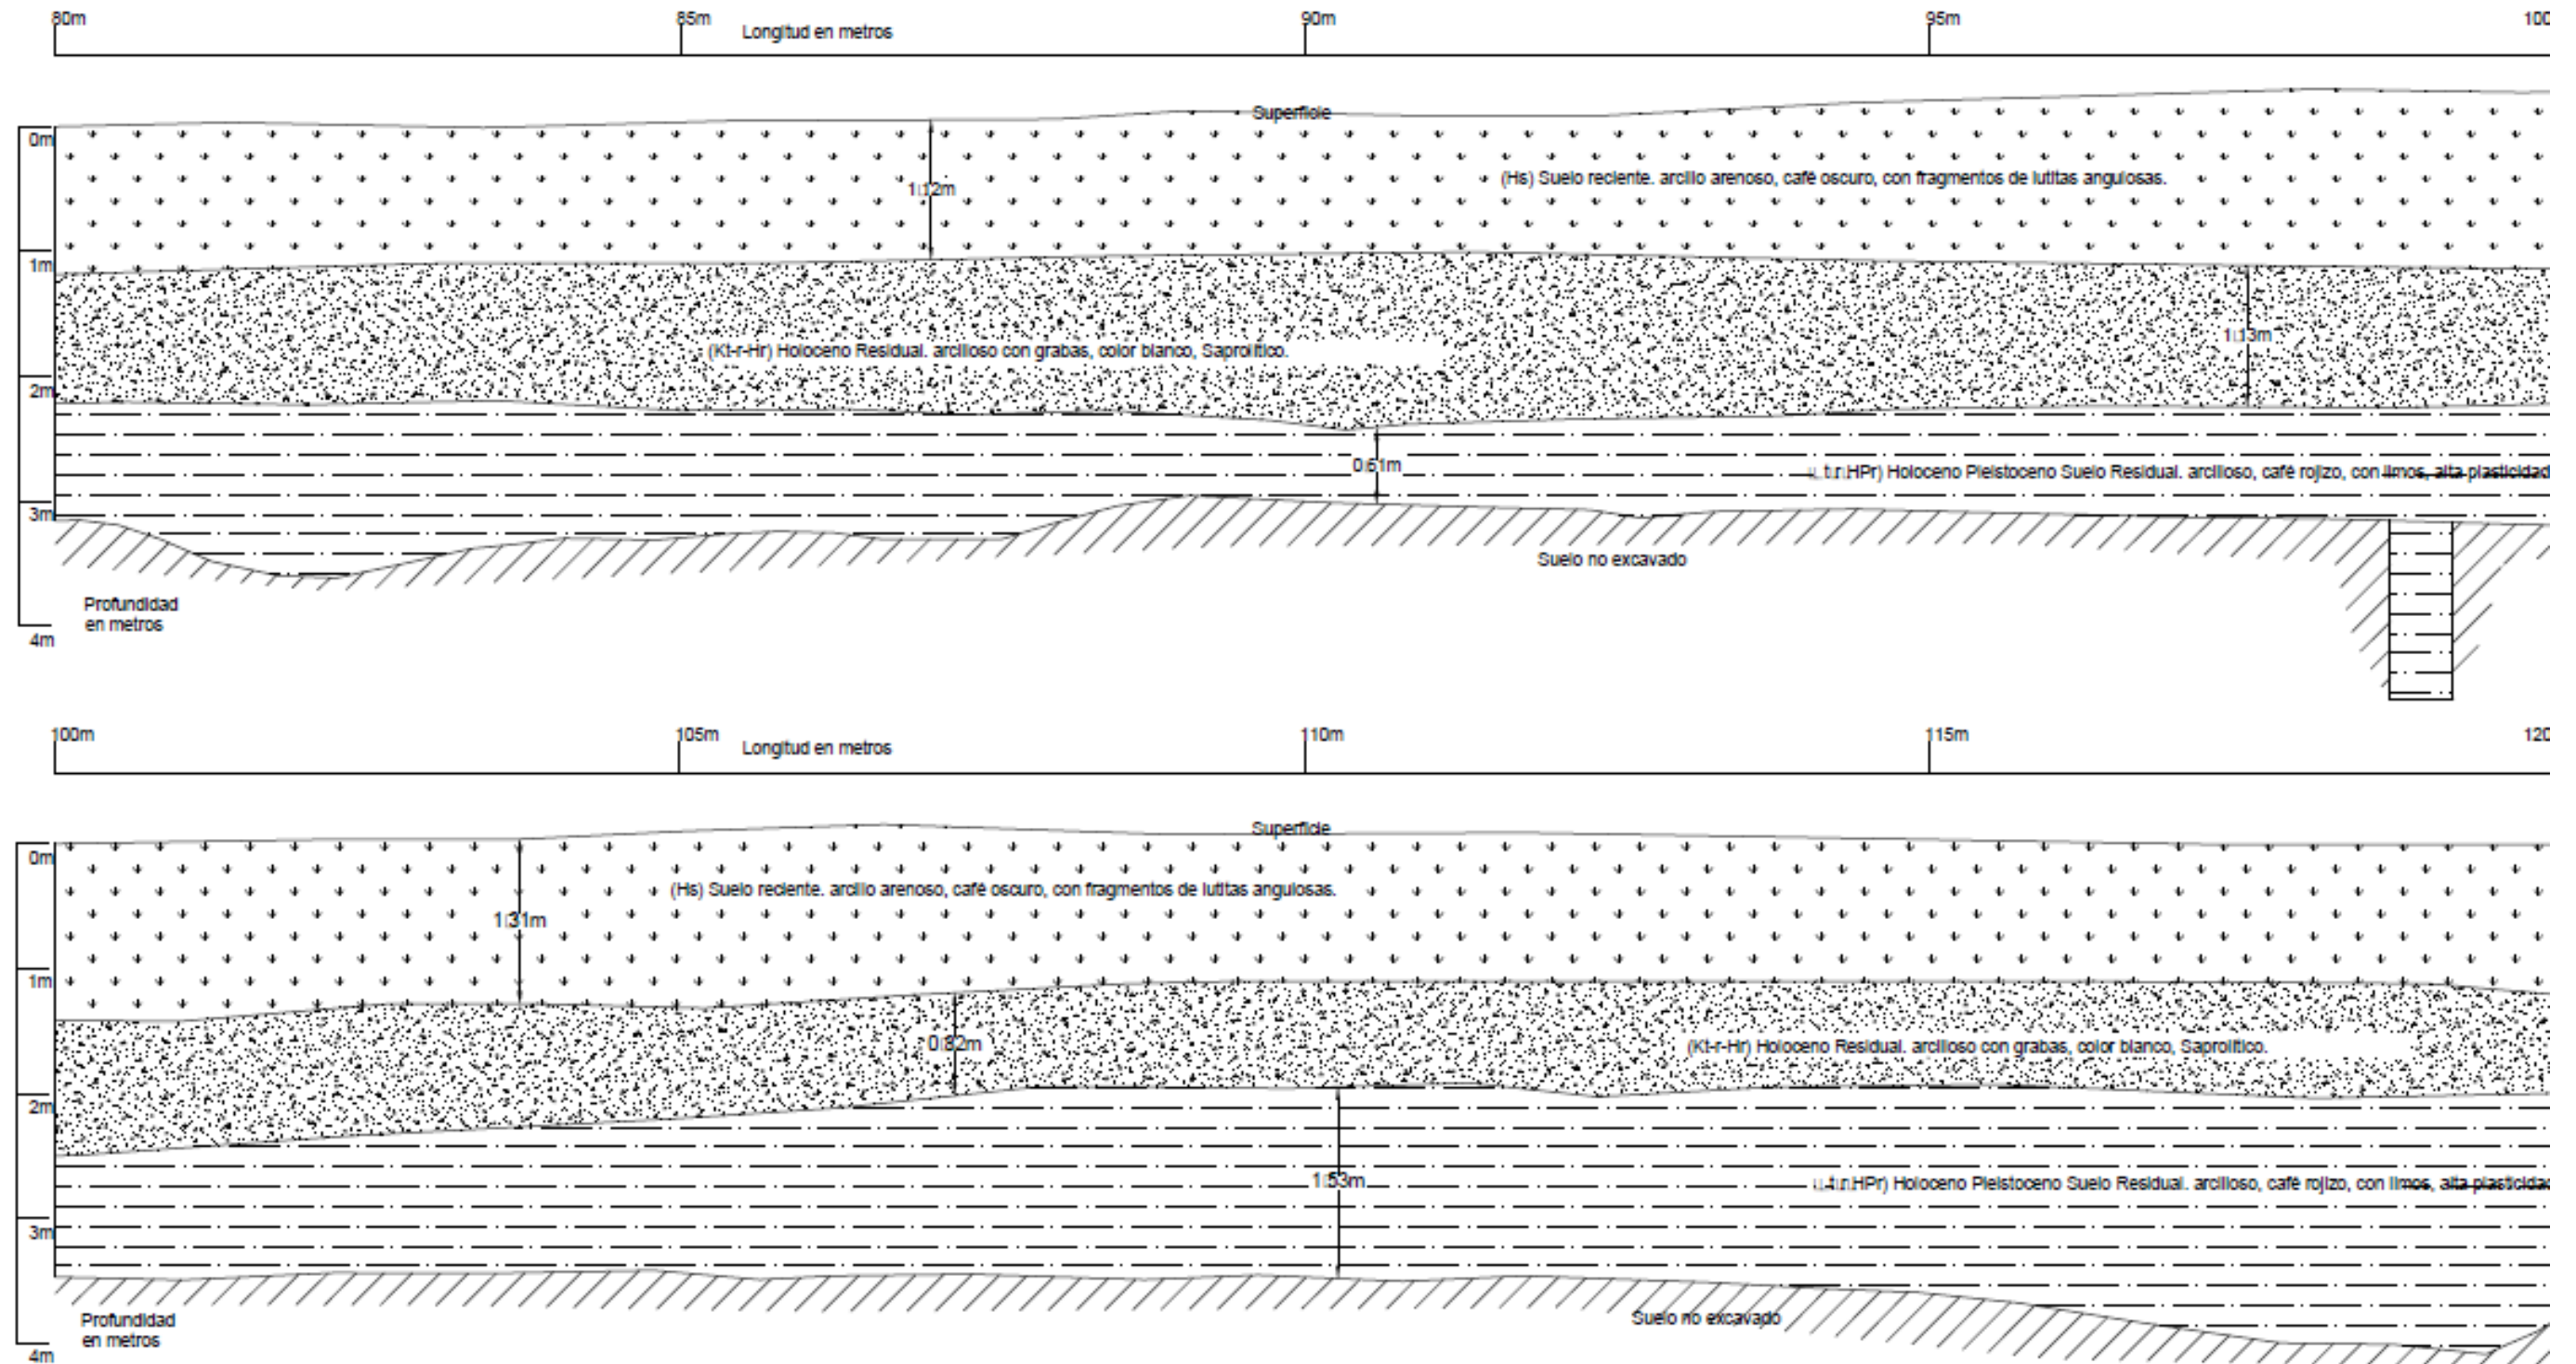 80m
85m
90m
95m
100
Longitud en metros
Superficie
0m
1m
2m
3m
4m
1.12m
(Hs) Suelo reciente. arcillo arenoso, café oscuro, con fragmentos de lutitas angulosas.
(Kt-r-Hr) Holoceno Residual. arcilloso con grabas, color blanco, Saprolítico.
1.13m
0.61m
HPr) Holoceno Pleistoceno Suelo Residual. arcilloso, café rojizo, con limos, alta plasticidad
Suelo no excavado
Profundidad
en metros
100m
105m
110m
115m
120
Longitud en metros
Superficie
0m
1m
2m
3m
4m
(Hs) Suelo reciente. arcillo arenoso, café oscuro, con fragmentos de lutitas angulosas.
1.31m
0.82m
(Kt-r-Hr) Holoceno Residual. arcilloso con grabas, color blanco, Saprolítico.
1.53m
HPr) Holoceno Pleistoceno Suelo Residual. arcilloso, café rojizo, con limos, alta plasticidad
Suelo no excavado
Profundidad
en metros